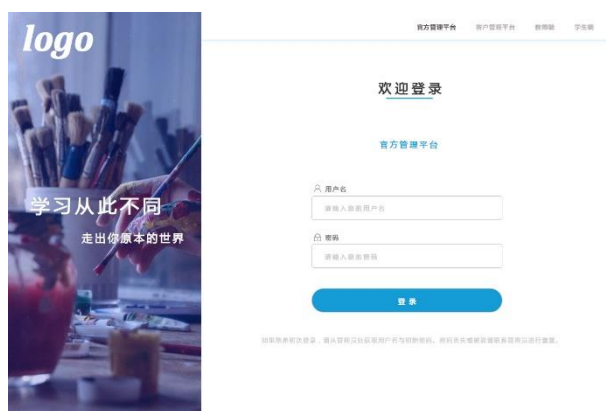 logo
学习从此不同
走出你原本的世界
官方管理平台
客户管理平台
教师端
学生端
欢迎登录
官方管理平台
用户名
请输入您的用户名
密码
请输入您的密码
登录